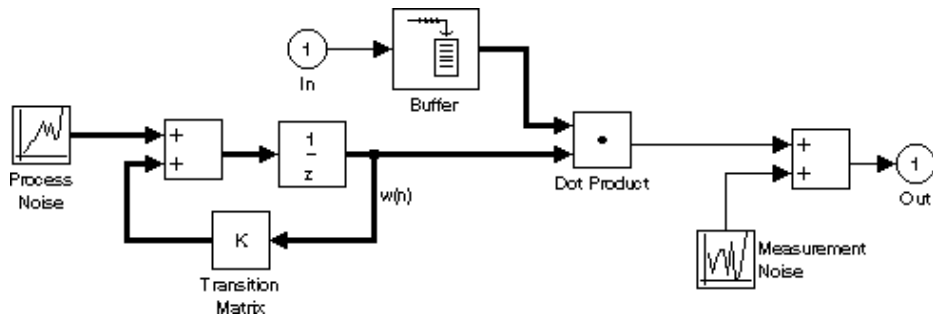 1
In
Buffer
+
+
1
z
Process
Noise
w(n)
K
Transition
Matrix
Dot Product
+
+
1
Out
Measurement
Noise